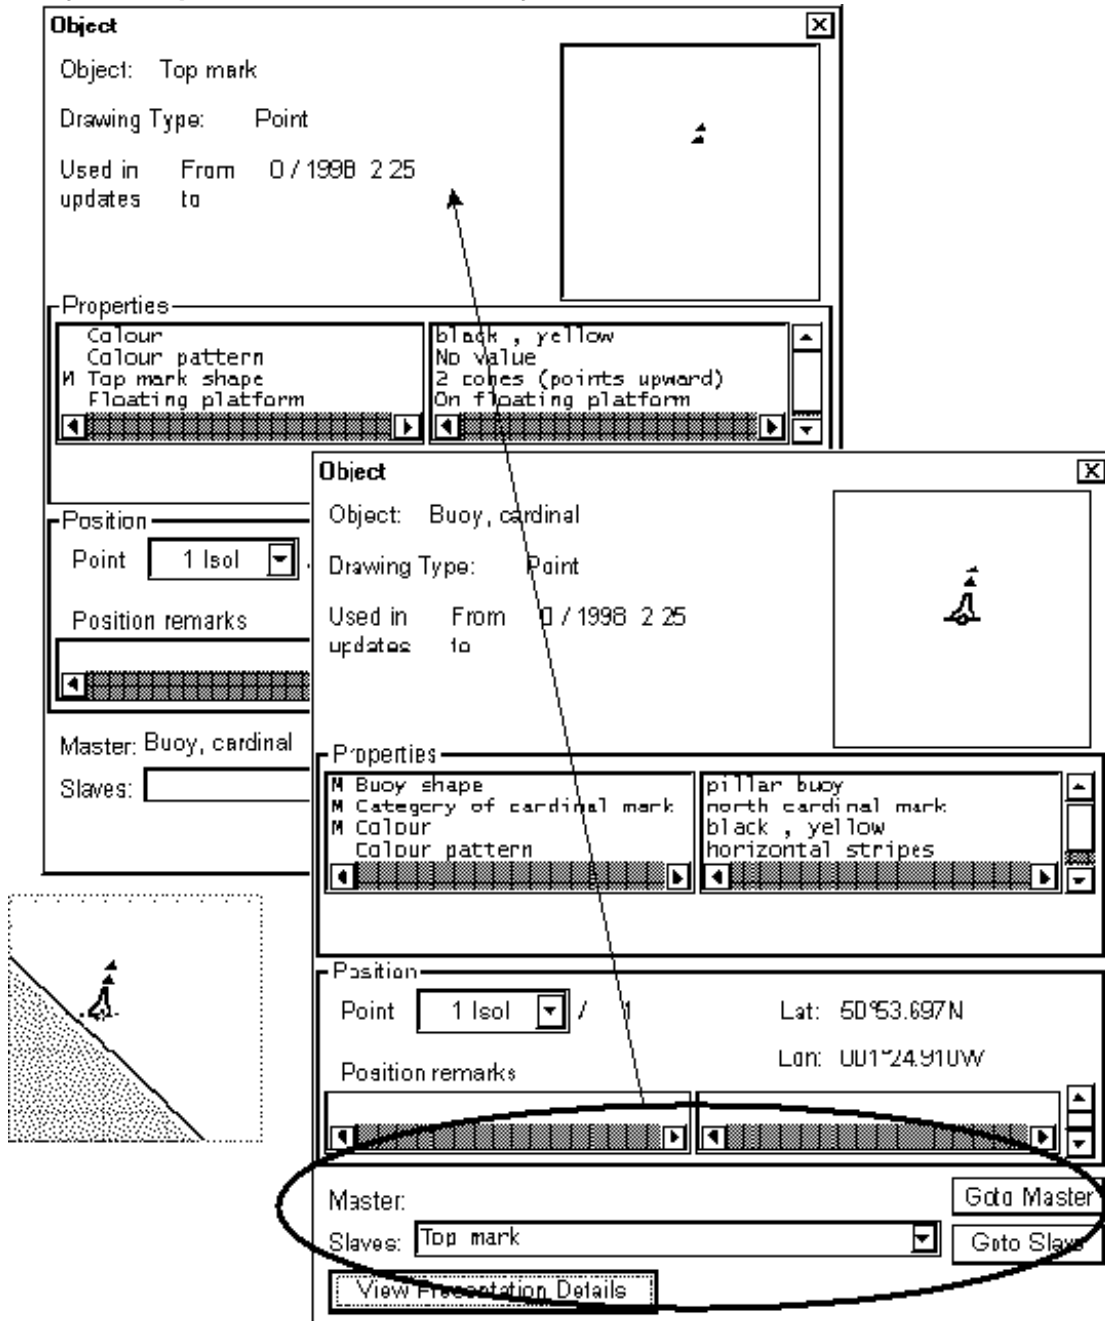 Object
Object: Top mark
Drawing Type: Point
Used in From 0 / 1998 2 25
updates to
Properties
Colour black , yellow
Colour pattern No value
M Top mark shape 2 cones (points upward)
Floating platform On floating platform
Position
Point 1 Isol
Position remarks
Master: Buoy, cardinal
Slaves:
Object
Object: Buoy, cardinal
Drawing Type: Point
Used in From 0 / 1998 2 25
updates to
Properties
M Buoy shape pillar buoy
M Category of cardinal mark north cardinal mark
M Colour black , yellow
Colour pattern horizontal stripes
Position
Point 1 Isol / 1 Lat: 50°53.697N
Lon: 001°24.910W
Position remarks
Master: Goto Master
Slaves: Top mark Goto Slave
View Presentation Details